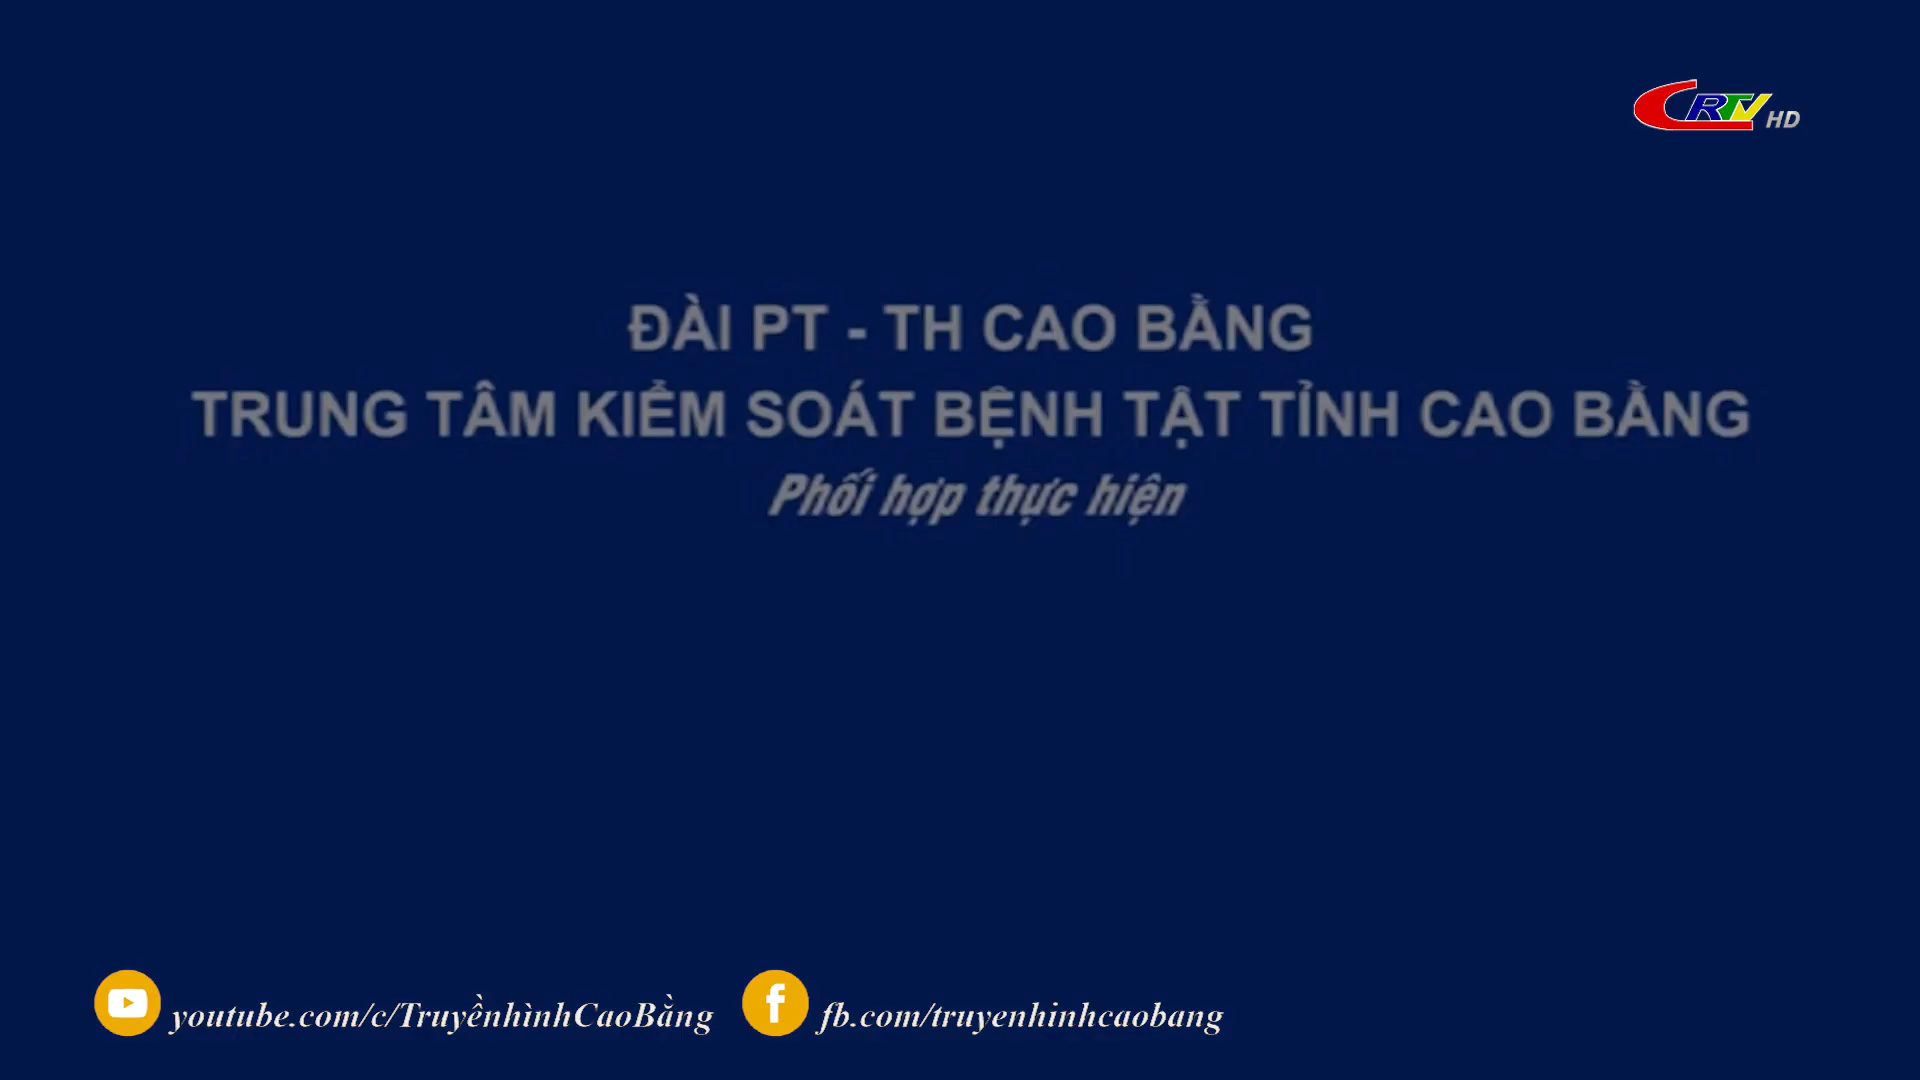 CRTV HD
ĐÀI PT - TH CAO BẰNG
TRUNG TÂM KIỂM SOÁT BỆNH TẬT TỈNH CAO BẰNG
Phối hợp thực hiện
youtube.com/c/TruyềnhìnhCaoBằng fb.com/truyenhinhcaobang